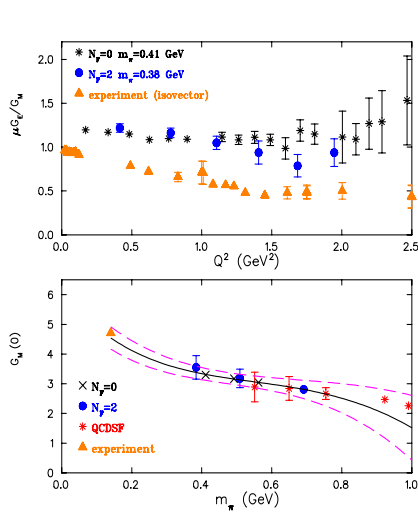 2.0
1.5
1.0
0.5
0.0
μG_E/G_M
N_F=0 m_π=0.41 GeV
N_F=2 m_π=0.38 GeV
experiment (isovector)
0.0 0.5 1.0 1.5 2.0 2.5
Q² (GeV²)
6
5
4
3
2
1
0
G_M(0)
N_F=0
N_F=2
QCDSF
experiment
0.0 0.2 0.4 0.6 0.8 1.0
m_π (GeV)